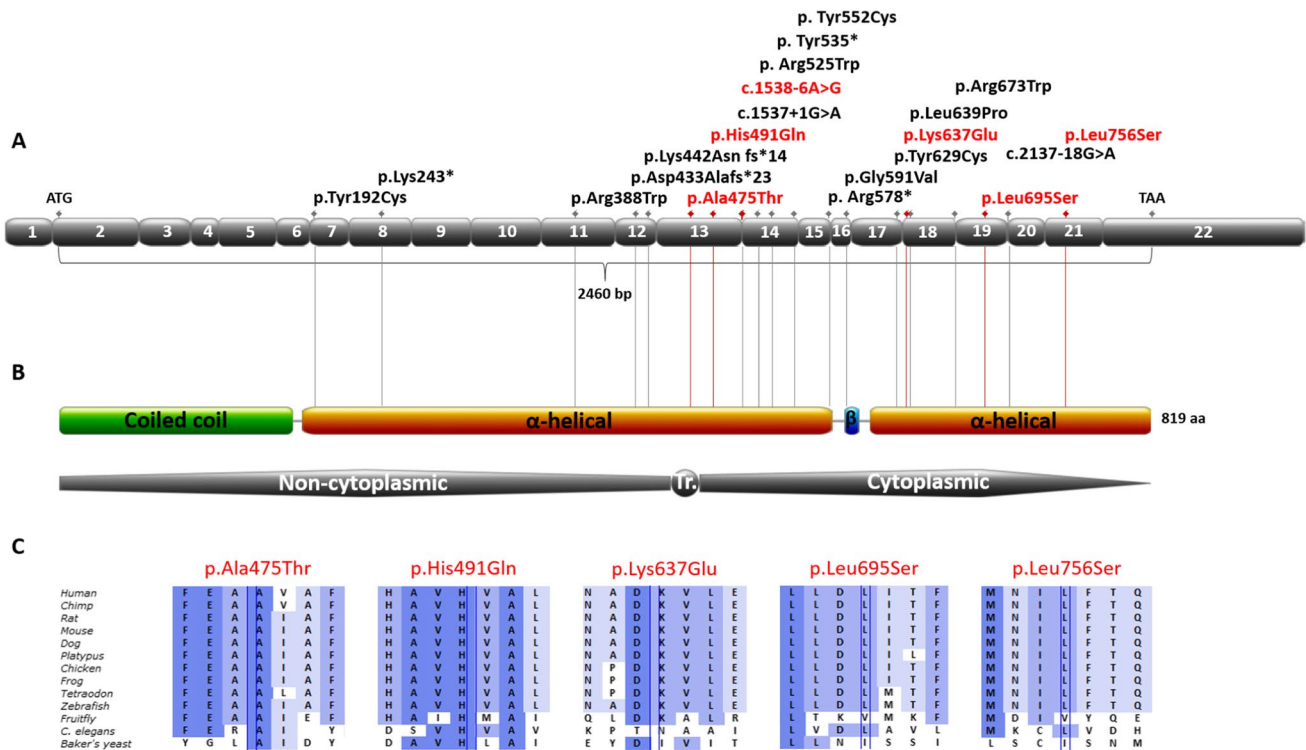 p. Tyr552Cys
p. Tyr535*
p. Arg525Trp
c.1538-6A>G
p.Arg673Trp
c.1537+1G>A
p.Leu639Pro
A
p.His491Gln
p.Lys637Glu
p.Leu756Ser
p.Lys442Asn fs*14
p.Tyr629Cys
c.2137-18G>A
p.Lys243*
p.Asp433Alafs*23
p.Gly591Val
ATG
p.Tyr192Cys
p.Arg388Trp
p.Ala475Thr
p. Arg578*
p.Leu695Ser
TAA
1 2 3 4 5 6 7 8 9 10 11 12 13 14 15 16 17 18 19 20 21 22
2460 bp
B
Coiled coil
α-helical
β
α-helical
819 aa
Non-cytoplasmic
Tr.
Cytoplasmic
C
p.Ala475Thr p.His491Gln p.Lys637Glu p.Leu695Ser p.Leu756Ser
Human F E A A V A F H A V H V A L N A D K V L E L L D L I T F M N I L F T Q
Chimp F E A A V A F H A V H V A L N A D K V L E L L D L I T F M N I L F T Q
Rat F E A A I A F H A V H V A L N A D K V L E L L D L I T F M N I L F T Q
Mouse F E A A I A F H A V H V A L N A D K V L E L L D L I T F M N I L F T Q
Dog F E A A I A F H A V H V A L N A D K V L E L L D L I T F M N I L F T Q
Platypus F E A A I A F H A V H V A L N A D K V L E L L D L I L F M N I L F T Q
Chicken F E A A I A F H A V H V A L N P D K V L E L L D L I T F M N I L F T Q
Frog F E A A I A F H A V H V A L N P D K V L E L L D L I T F M N I L F T Q
Tetraodon F E A A L A F H A V H V A L N P D K V L E L L D L M T F M N I L F T Q
Zebrafish F E A A I A F H A V H V A L N A D K V L E L L D L M T F M N I L F T Q
Fruitfly F E A A I E F H A I H M A I Q L D K A L R L T K V M K F M D I V Y Q E
C. elegans F E R A I A Y D S V H V A V K P T N A A I L V D L A V L M K C L V D H
Baker's yeast Y G L A I D Y D A V H L A I E Y D I V I T L L N I S S I L S C I S N M